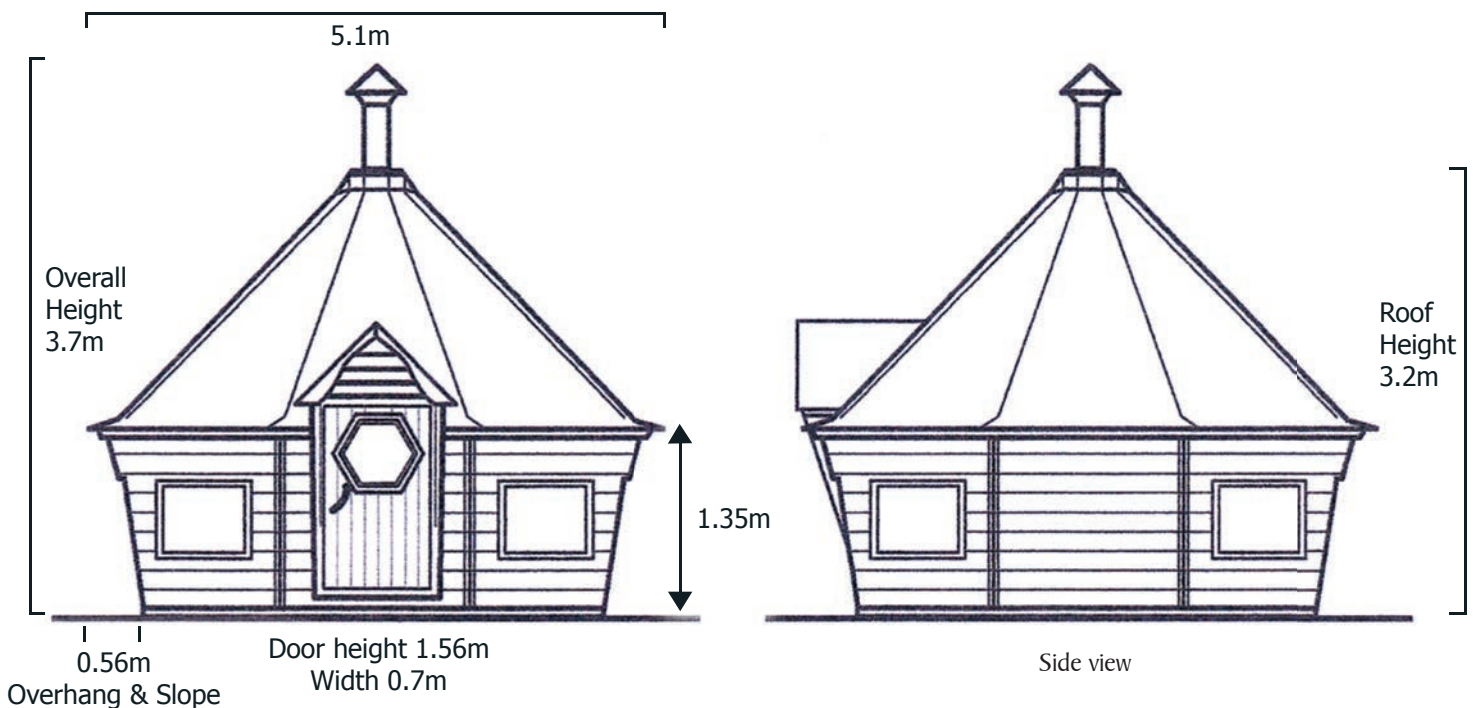 5.1m
Overall
Height
3.7m
Roof
Height
3.2m
1.35m
0.56m
Overhang & Slope
Door height 1.56m
Width 0.7m
Side view